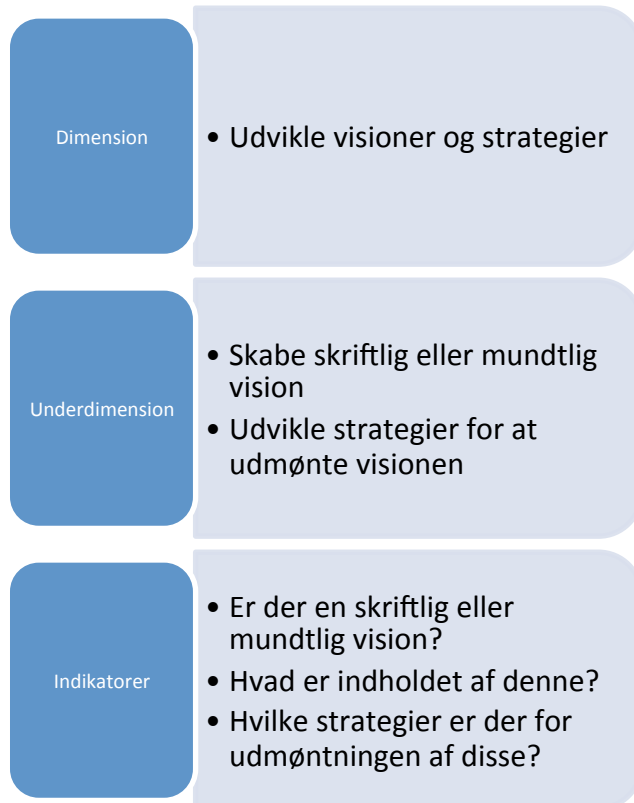 Dimension
• Udvikle visioner og strategier
Underdimension
• Skabe skriftlig eller mundtlig
vision
• Udvikle strategier for at
udmønte visionen
Indikatorer
• Er der en skriftlig eller
mundtlig vision?
• Hvad er indholdet af denne?
• Hvilke strategier er der for
udmøntningen af disse?